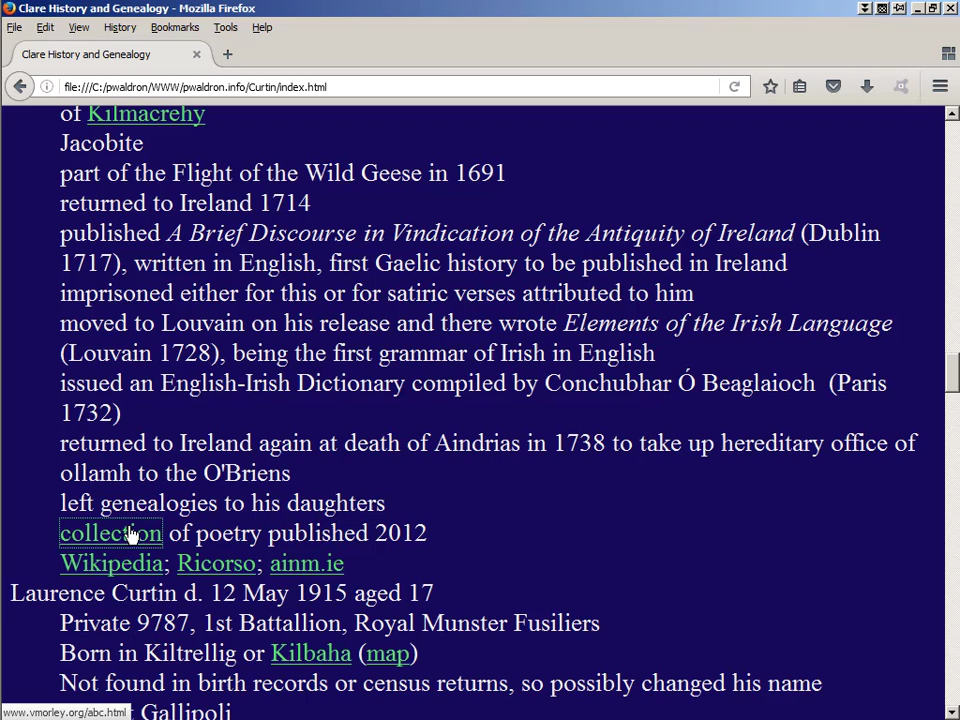 Clare History and Genealogy - Mozilla Firefox
File Edit View History Bookmarks Tools Help
Clare History and Genealogy
file:///C:/pwaldron/WWW/pwaldron.info/Curtin/index.html
of Kilmacrehy
Jacobite
part of the Flight of the Wild Geese in 1691
returned to Ireland 1714
published A Brief Discourse in Vindication of the Antiquity of Ireland (Dublin
1717), written in English, first Gaelic history to be published in Ireland
imprisoned either for this or for satiric verses attributed to him
moved to Louvain on his release and there wrote Elements of the Irish Language
(Louvain 1728), being the first grammar of Irish in English
issued an English-Irish Dictionary compiled by Conchubhar Ó Beaglaoich (Paris
1732)
returned to Ireland again at death of Aindrias in 1738 to take up hereditary office of
ollamh to the O'Briens
left genealogies to his daughters
collection of poetry published 2012
Wikipedia; Ricorso; ainm.ie
Laurence Curtin d. 12 May 1915 aged 17
Private 9787, 1st Battalion, Royal Munster Fusiliers
Born in Kiltrellig or Kilbaha (map)
Not found in birth records or census returns, so possibly changed his name
Gallipoli
www.vmorley.org/abc.html